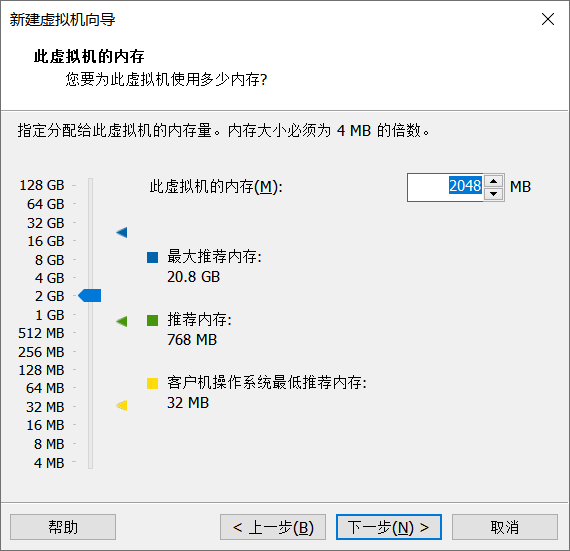 新建虚拟机向导
此虚拟机的内存
您要为此虚拟机使用多少内存?
指定分配给此虚拟机的内存量。内存大小必须为 4 MB 的倍数。
128 GB
64 GB
32 GB
16 GB
8 GB
4 GB
2 GB
1 GB
512 MB
256 MB
128 MB
64 MB
32 MB
16 MB
8 MB
4 MB
此虚拟机的内存(M): 2048 MB
最大推荐内存:
20.8 GB
推荐内存:
768 MB
客户机操作系统最低推荐内存:
32 MB
帮助 < 上一步(B) 下一步(N) > 取消